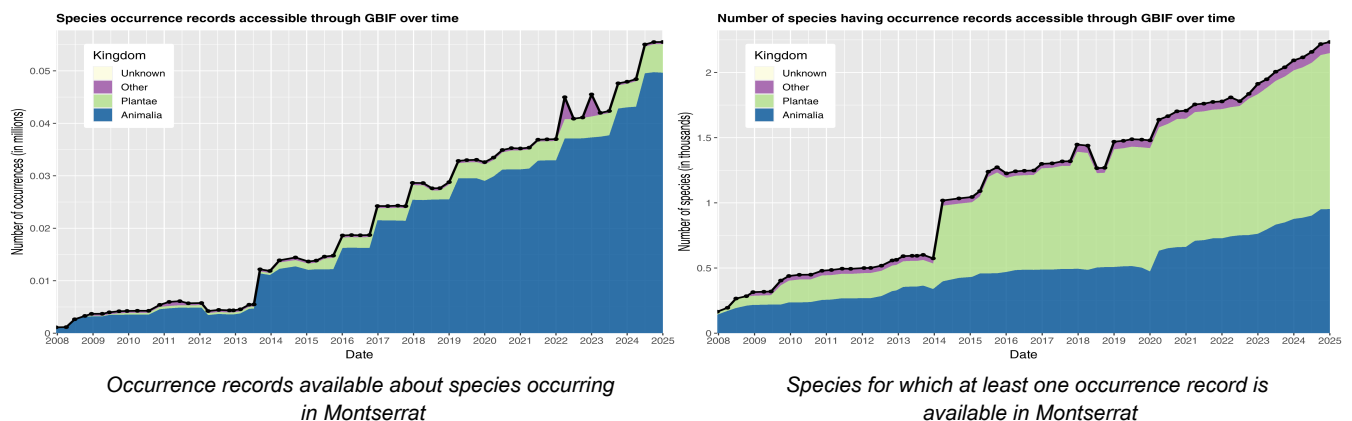 Species occurrence records accessible through GBIF over time
Number of occurrences (in millions)
Kingdom
Unknown
Other
Plantae
Animalia
0.05
0.04
0.03
0.02
0.01
0
2008 2009 2010 2011 2012 2013 2014 2015 2016 2017 2018 2019 2020 2021 2022 2023 2024 2025
Date
Occurrence records available about species occurring
in Montserrat
Number of species having occurrence records accessible through GBIF over time
Number of species (in thousands)
Kingdom
Unknown
Other
Plantae
Animalia
2
1.5
1
0.5
0
2008 2009 2010 2011 2012 2013 2014 2015 2016 2017 2018 2019 2020 2021 2022 2023 2024 2025
Date
Species for which at least one occurrence record is
available in Montserrat